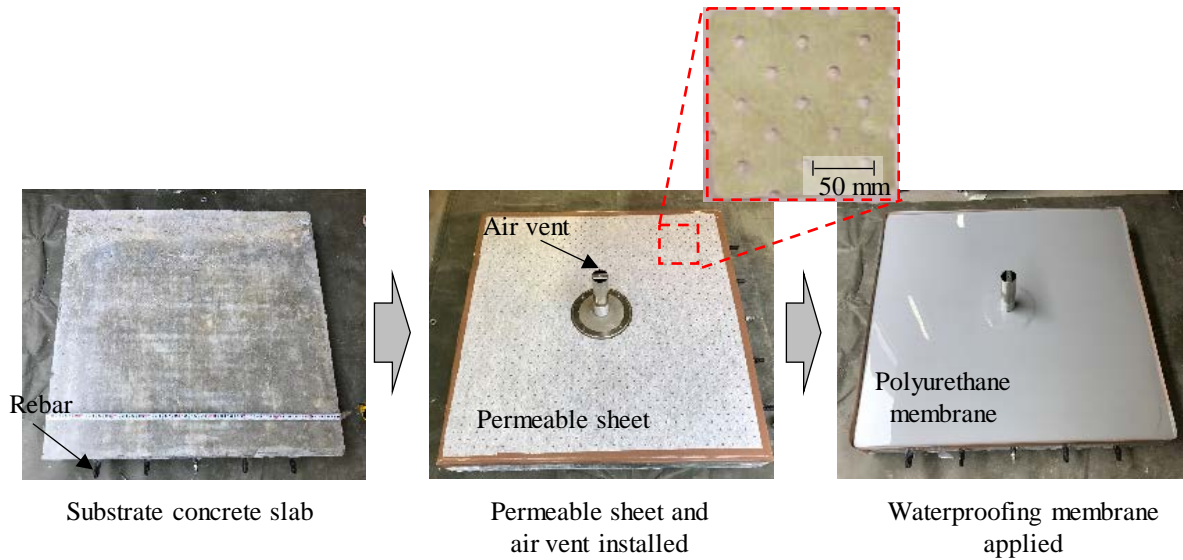 50 mm
Air vent
Rebar
Permeable sheet
Polyurethane
membrane
Substrate concrete slab
Permeable sheet and
air vent installed
Waterproofing membrane
applied